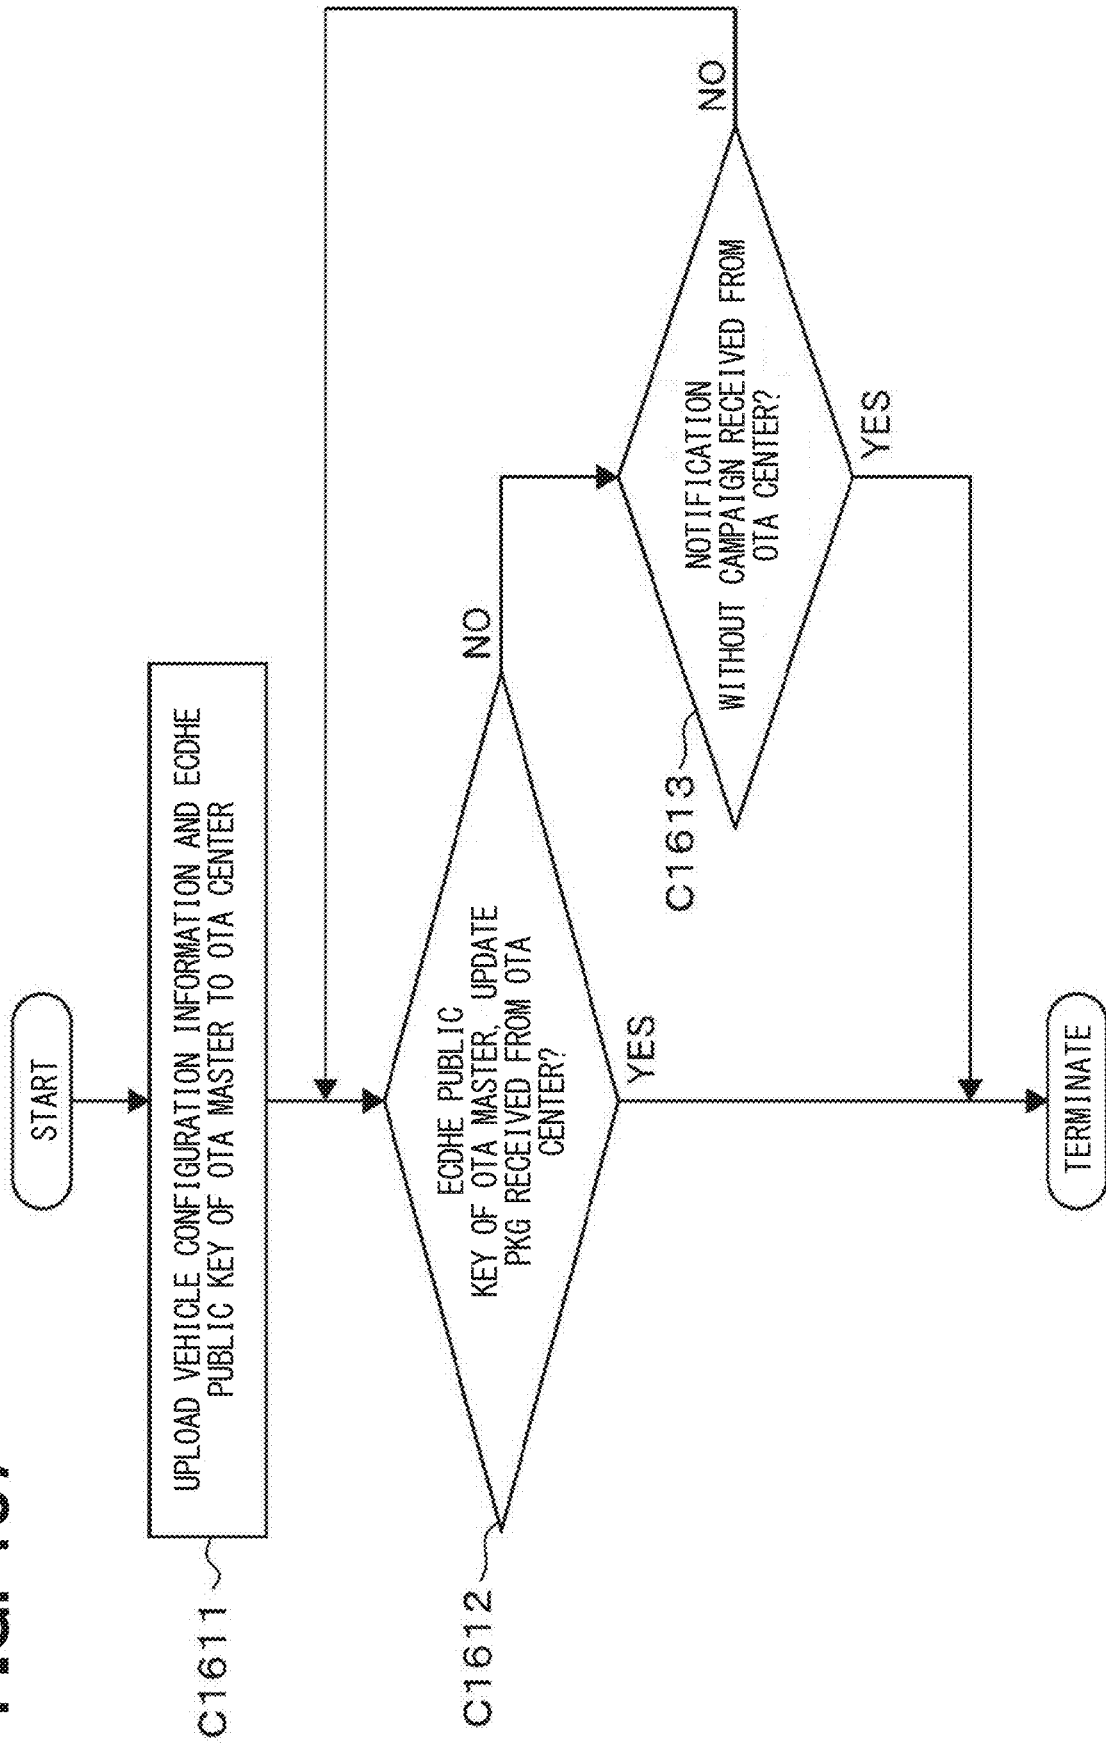 START
C1611
UPLOAD VEHICLE CONFIGURATION INFORMATION AND ECDHE
PUBLIC KEY OF OTA MASTER TO OTA CENTER
C1612
ECDHE PUBLIC
KEY OF OTA MASTER, UPDATE
PKG RECEIVED FROM OTA
CENTER?
NO
YES
C1613
NOTIFICATION
WITHOUT CAMPAIGN RECEIVED FROM
OTA CENTER?
NO
YES
TERMINATE